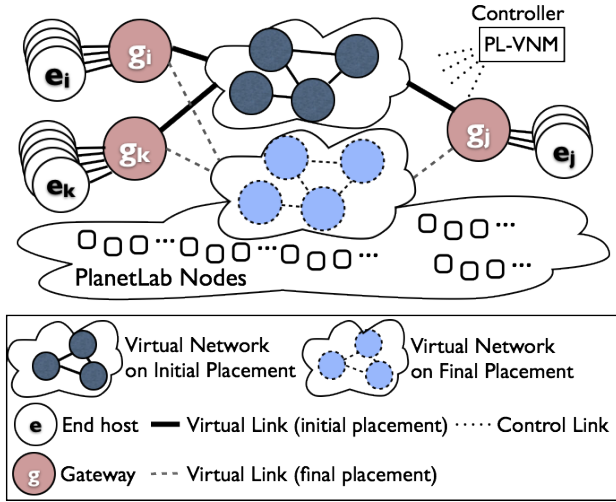 Controller
PL-VNM
ei
gi
gk
ek
gj
ej
...
... ... ...
...
PlanetLab Nodes
Virtual Network
on Initial Placement
Virtual Network
on Final Placement
e End host
Virtual Link (initial placement)
Control Link
g Gateway
Virtual Link (final placement)